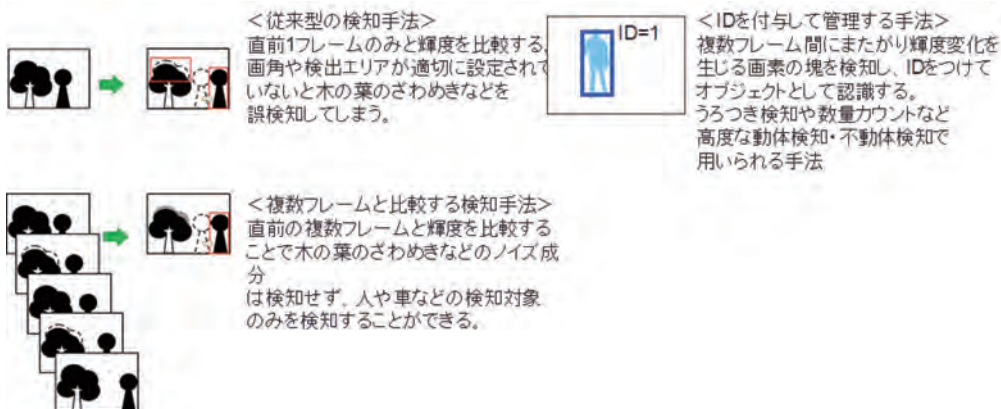 ＜従来型の検知手法＞
直前1フレームのみと輝度を比較する。
画角や検出エリアが適切に設定されて
いないと木の葉のざわめきなどを
誤検知してしまう。
ID=1
＜IDを付与して管理する手法＞
複数フレーム間にまたがり輝度変化を
生じる画素の塊を検知し、IDをつけて
オブジェクトとして認識する。
うろつき検知や数量カウントなど
高度な動体検知・不動体検知で
用いられる手法
＜複数フレームと比較する検知手法＞
直前の複数フレームと輝度を比較する
ことで木の葉のざわめきなどのノイズ成
分
は検知せず、人や車などの検知対象
のみを検知することができる。